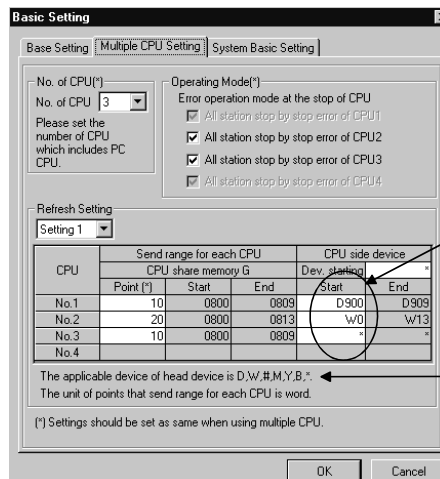 Basic Setting
Base Setting Multiple CPU Setting System Basic Setting
No. of CPU(*)
No. of CPU 3
Please set the
number of CPU
which includes PC
CPU.
Operating Mode(*)
Error operation mode at the stop of CPU
All station stop by stop error of CPU1
All station stop by stop error of CPU2
All station stop by stop error of CPU3
All station stop by stop error of CPU4
Refresh Setting
Setting 1
CPU Send range for each CPU CPU side device
CPU share memory G Dev. starting *
Point (*) Start End Start End
No.1 10 0800 0809 D900 D909
No.2 20 0800 0813 W0 W13
No.3 10 0800 0809 * *
No.4
The applicable device of head device is D,W,#,M,Y,B,*.
The unit of points that send range for each CPU is word.
(*) Settings should be set as same when using multiple CPU.
OK Cancel